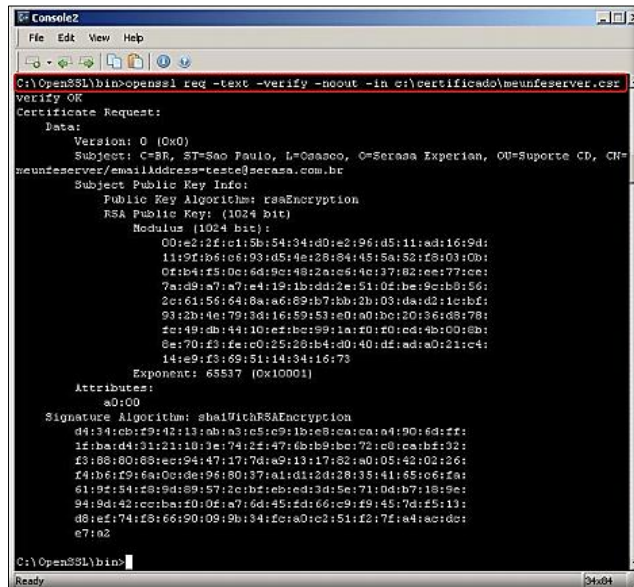 Console2
File Edit View Help
C:\OpenSSL\bin>openssl req -text -verify -noout -in c:\certificado\meunfeserver.csr
verify OK
Certificate Request:
Data:
Version: 0 (0x0)
Subject: C=BR, ST=Sao Paulo, L=Osasco, O=Serasa Experian, OU=Suporte CD, CN=
meunfeserver/emailAddress=teste@serasa.com.br
Subject Public Key Info:
Public Key Algorithm: rsaEncryption
RSA Public Key: (1024 bit)
Modulus (1024 bit):
00:e2:2f:c1:5b:54:34:d0:e2:96:d5:11:ad:16:9d:
11:9f:b6:c6:93:d5:4e:28:84:45:5a:52:f8:03:0b:
0f:b4:f5:0c:6d:9c:48:2a:c6:4c:37:82:ee:77:ce:
7a:d9:a7:a7:e4:19:1b:dd:2e:51:0f:be:9c:b8:56:
2c:61:56:64:8a:a6:89:b7:bb:2b:03:da:d2:1c:bf:
93:2b:4e:79:3d:16:59:53:e0:a0:bc:20:36:d8:78:
fc:49:db:44:10:ef:bc:99:1a:f0:f0:cd:4b:00:8b:
8e:70:f3:fe:c0:25:28:b4:d0:40:df:ad:a0:21:c4:
14:e9:f3:69:51:14:34:16:73
Exponent: 65537 (0x10001)
Attributes:
a0:00
Signature Algorithm: sha1WithRSAEncryption
d4:34:cb:f9:42:13:ab:a3:c5:c9:1b:e8:ca:ca:a4:90:6d:ff:
1f:ba:d4:31:21:18:3e:74:2f:47:6b:b9:bc:72:c8:ca:bf:32:
f3:88:80:88:ec:94:47:17:7d:a9:13:17:82:a0:05:42:02:26:
f4:b6:f9:6a:0c:de:96:80:37:a1:d1:2d:28:35:41:65:c6:fa:
61:9f:54:f8:9d:89:57:2c:bf:eb:ed:3d:5e:71:0d:b7:18:9e:
94:9d:42:cc:ba:f0:0f:a7:6d:45:fd:66:c9:f9:45:7d:f5:13:
d8:ef:74:f8:66:90:09:9b:34:fc:a0:c2:51:f2:7f:a4:ac:dc:
e7:a2
C:\OpenSSL\bin>
Ready 34x84